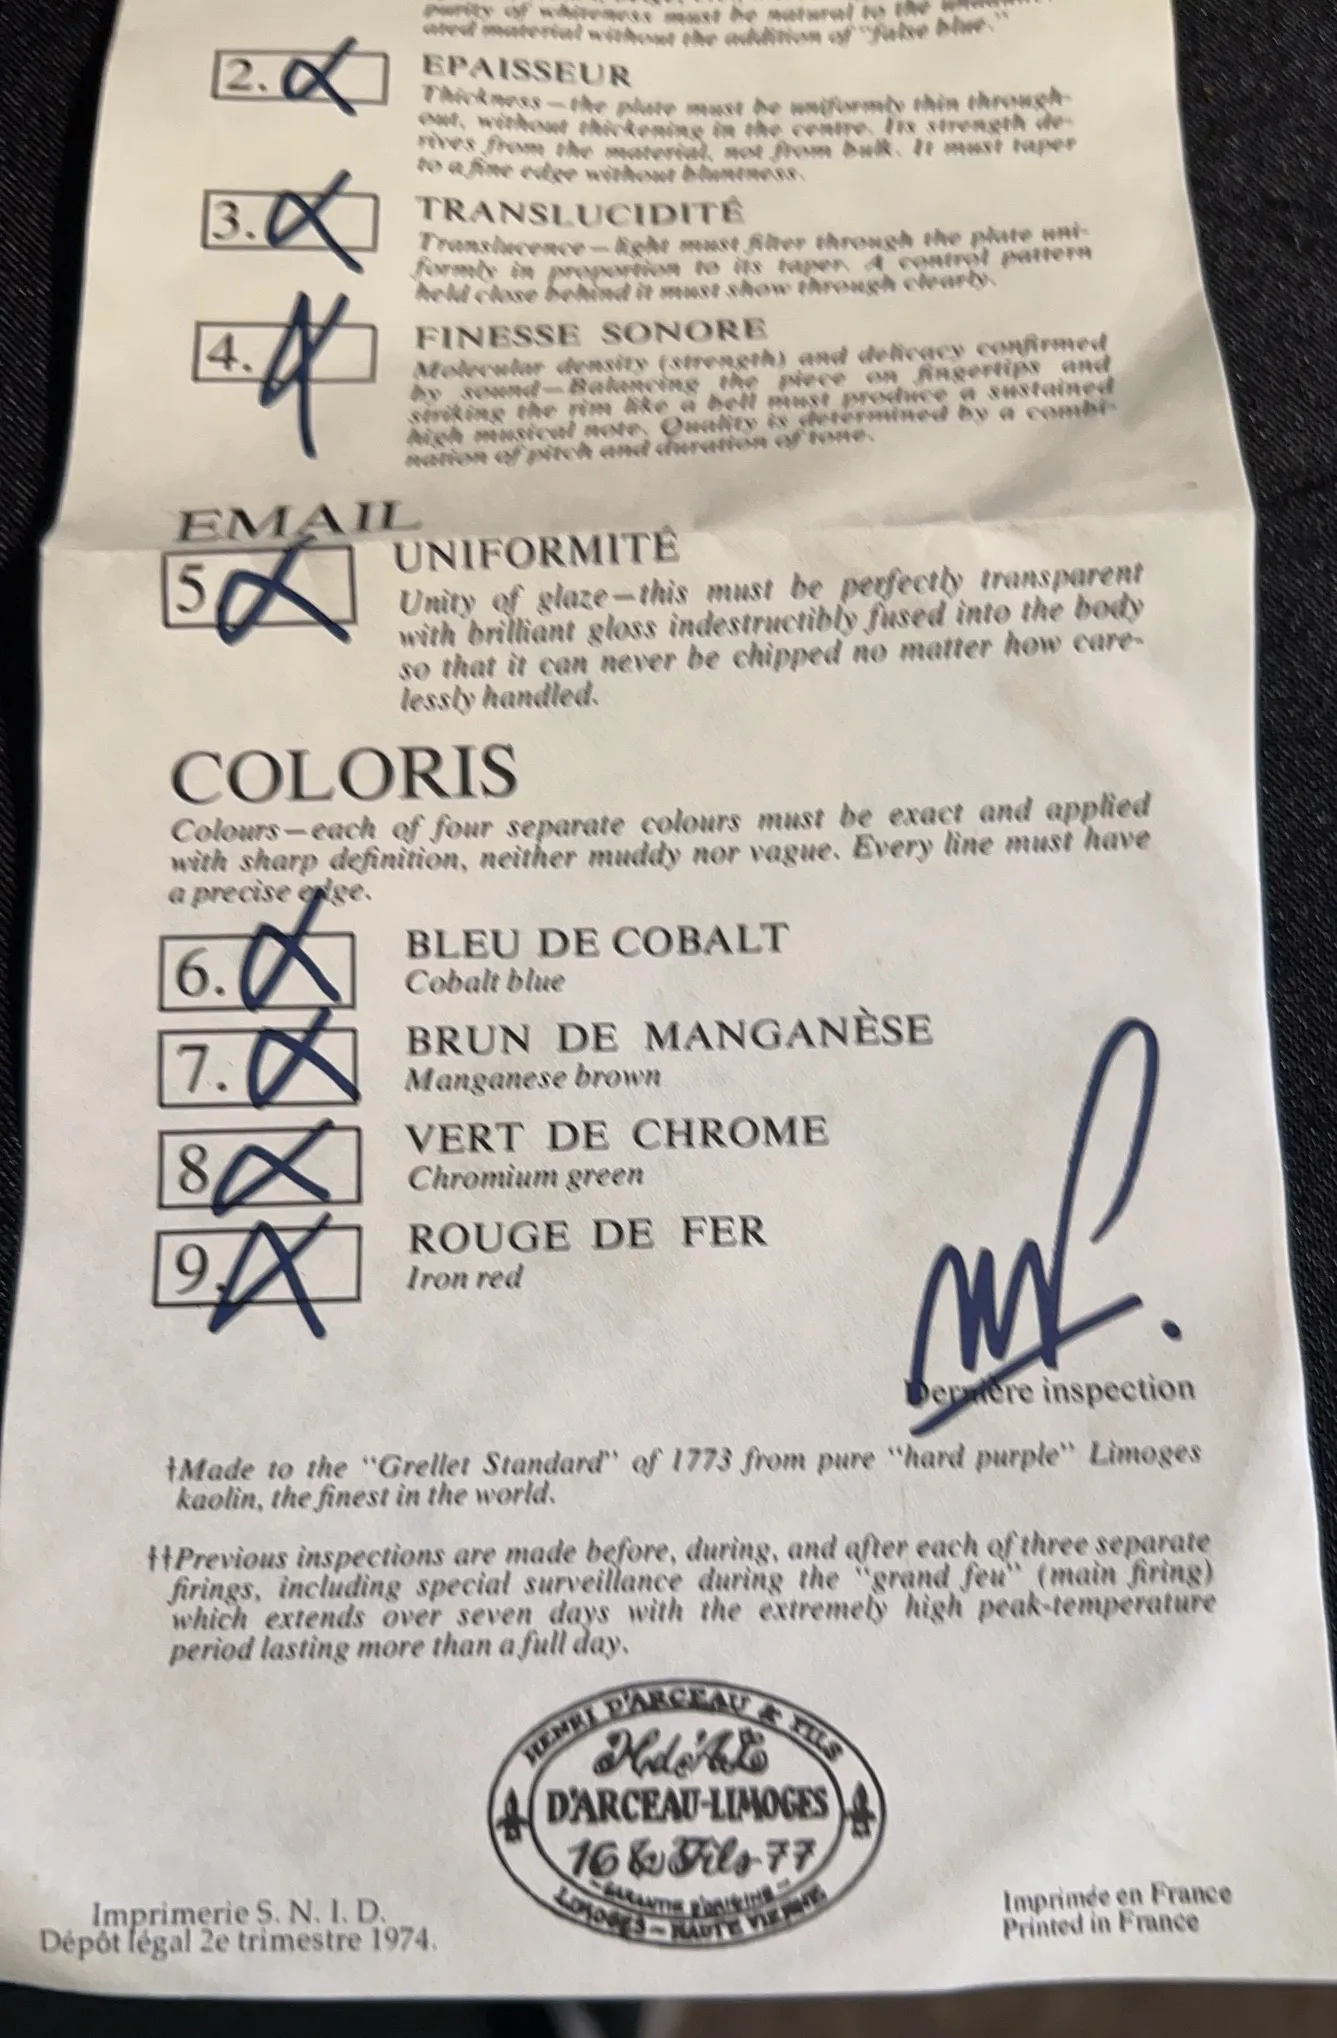 purity of whiteness must be natural to the
ated material without the addition of "false blue."
2.
EPAISSEUR
Thickness—the plate must be uniformly thin through-
out, without thickening in the centre. Its strength de-
rives from the material, not from bulk. It must taper
to a fine edge without bluntness.
3.
TRANSLUCIDITÉ
Translucence—light must filter through the plate uni-
formly in proportion to its taper. A control pattern
held close behind it must show through clearly.
4.
FINESSE SONORE
Molecular density (strength) and delicacy confirmed
by sound—Balancing the piece on fingertips and
striking the rim like a bell must produce a sustained
high musical note. Quality is determined by a combi-
nation of pitch and duration of tone.
EMAIL
5
UNIFORMITÉ
Unity of glaze—this must be perfectly transparent
with brilliant gloss indestructibly fused into the body
so that it can never be chipped no matter how care-
lessly handled.
COLORIS
Colours—each of four separate colours must be exact and applied
with sharp definition, neither muddy nor vague. Every line must have
a precise edge.
6.
BLEU DE COBALT
Cobalt blue
7.
BRUN DE MANGANÈSE
Manganese brown
8
VERT DE CHROME
Chromium green
9.
ROUGE DE FER
Iron red
Dernière inspection
†Made to the "Grellet Standard" of 1773 from pure "hard purple" Limoges
kaolin, the finest in the world.
††Previous inspections are made before, during, and after each of three separate
firings, including special surveillance during the "grand feu" (main firing)
which extends over seven days with the extremely high peak-temperature
period lasting more than a full day.
HENRI D'ARCEAU & FILS
HdA&L
D'ARCEAU-LIMOGES
16 & Fils 77
GARANTIE D'ORIGINE
LIMOGES – HAUTE VIENNE
Imprimerie S. N. I. D.
Dépôt légal 2e trimestre 1974.
Imprimée en France
Printed in France